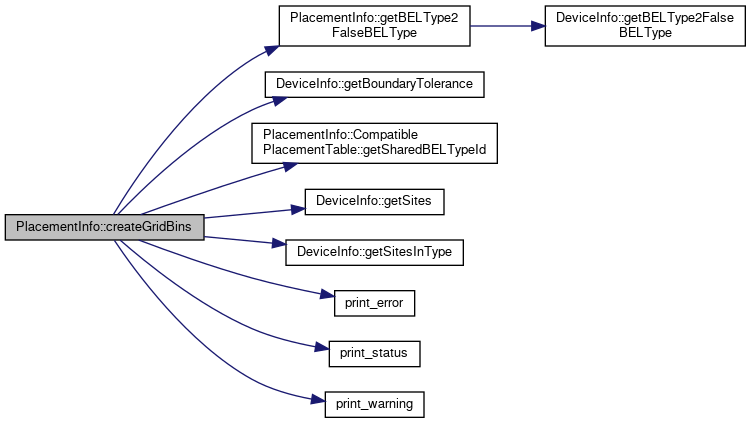 PlacementInfo::createGridBins
PlacementInfo::getBELType2
FalseBELType
DeviceInfo::getBELType2False
BELType
DeviceInfo::getBoundaryTolerance
PlacementInfo::Compatible
PlacementTable::getSharedBELTypeId
DeviceInfo::getSites
DeviceInfo::getSitesInType
print_error
print_status
print_warning